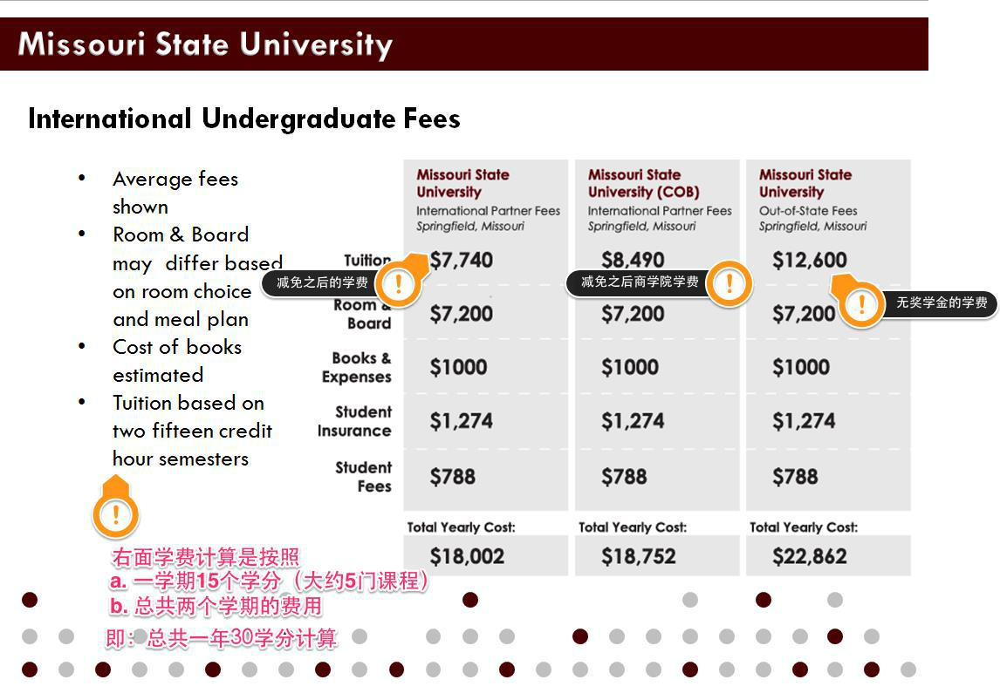 Missouri State University
International Undergraduate Fees
• Average fees
shown
• Room & Board
may differ based
on room choice
and meal plan
• Cost of books
estimated
• Tuition based on
two fifteen credit
hour semesters
右面学费计算是按照
a. 一学期15个学分（大约5门课程）
b. 总共两个学期的费用
即：总共一年30学分计算
Missouri State
University
International Partner Fees
Springfield, Missouri
Missouri State
University (COB)
International Partner Fees
Springfield, Missouri
Missouri State
University
Out-of-State Fees
Springfield, Missouri
Tuition $7,740 $8,490 $12,600
减免之后的学费 减免之后商学院学费 无奖学金的学费
Room &
Board $7,200 $7,200 $7,200
Books &
Expenses $1000 $1000 $1000
Student
Insurance $1,274 $1,274 $1,274
Student
Fees $788 $788 $788
Total Yearly Cost: Total Yearly Cost: Total Yearly Cost:
$18,002 $18,752 $22,862